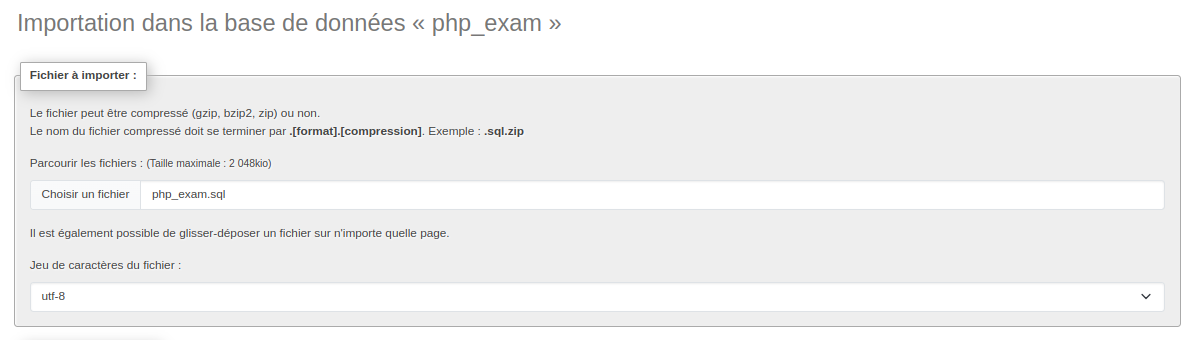 Importation dans la base de données « php_exam »
Fichier à importer :
Le fichier peut être compressé (gzip, bzip2, zip) ou non.
Le nom du fichier compressé doit se terminer par .[format].[compression]. Exemple : .sql.zip
Parcourir les fichiers : (Taille maximale : 2 048kio)
Choisir un fichier php_exam.sql
Il est également possible de glisser-déposer un fichier sur n'importe quelle page.
Jeu de caractères du fichier :
utf-8